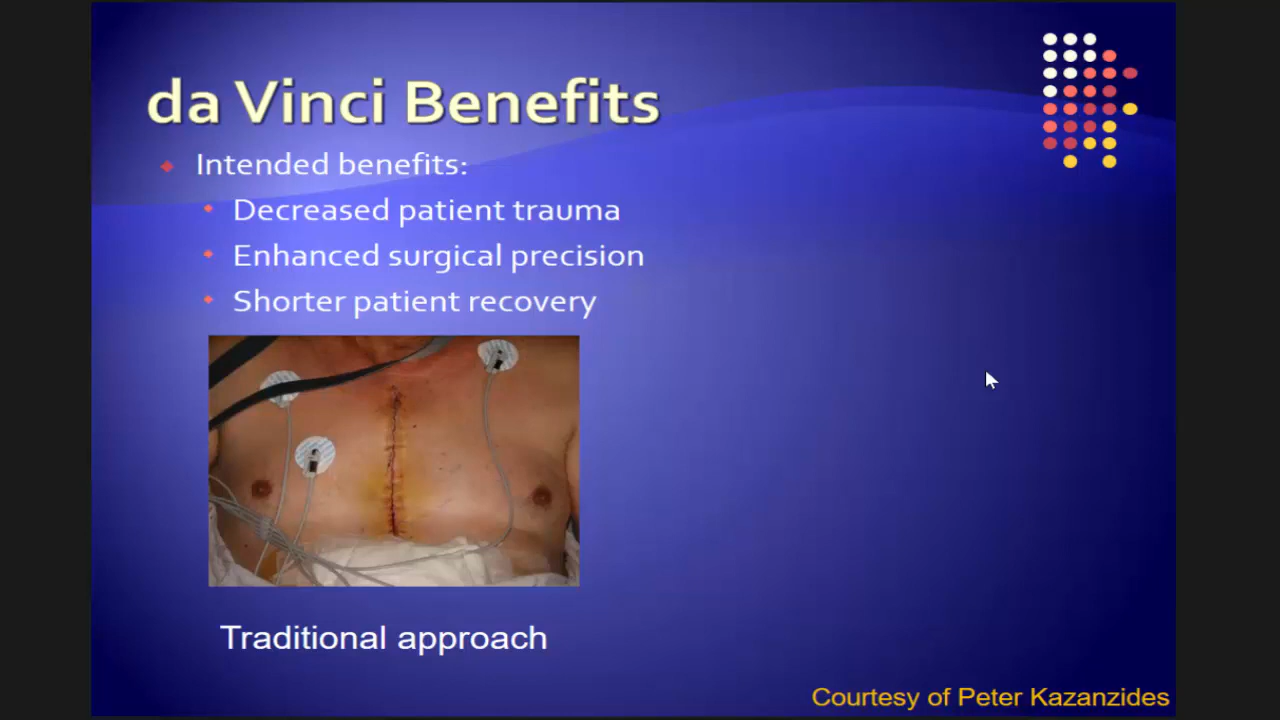 da Vinci Benefits
Intended benefits:
Decreased patient trauma
Enhanced surgical precision
Shorter patient recovery
Traditional approach
Courtesy of Peter Kazanzides